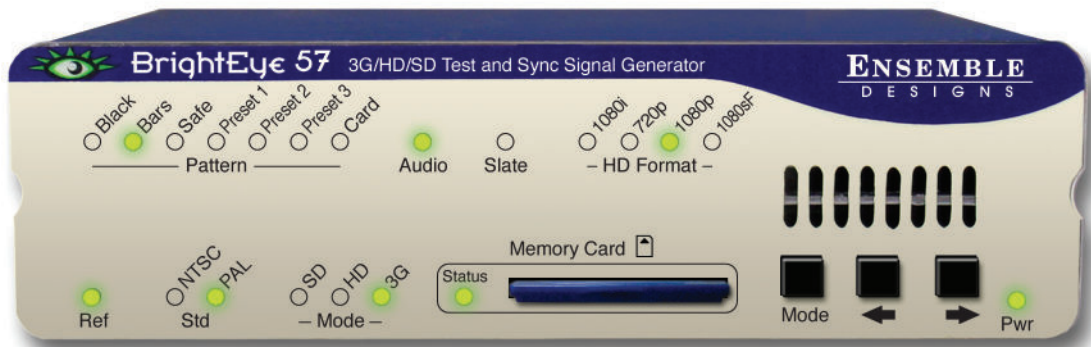 BrightEye 57 3G/HD/SD Test and Sync Signal Generator
ENSEMBLE
DESIGNS
Black Bars Safe Preset 1 Preset 2 Preset 3 Card
Pattern
Audio
Slate
1080i 720p 1080p 1080sF
HD Format
Memory Card
Ref
NTSC PAL
Std
SD HD 3G
Mode
Status
Mode
Pwr